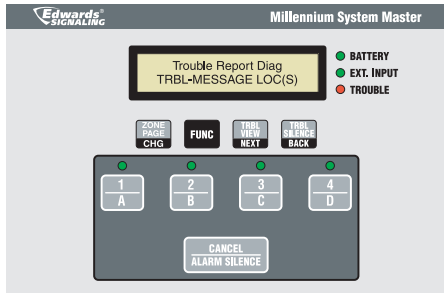 Edwards®
SIGNALING
Millennium System Master
Trouble Report Diag
TRBL-MESSAGE LOC(S)
BATTERY
EXT. INPUT
TROUBLE
ZONE
PAGE
CHG
FUNC
TRBL
VIEW
NEXT
TRBL
SILENCE
BACK
1
A
2
B
3
C
4
D
CANCEL
ALARM SILENCE